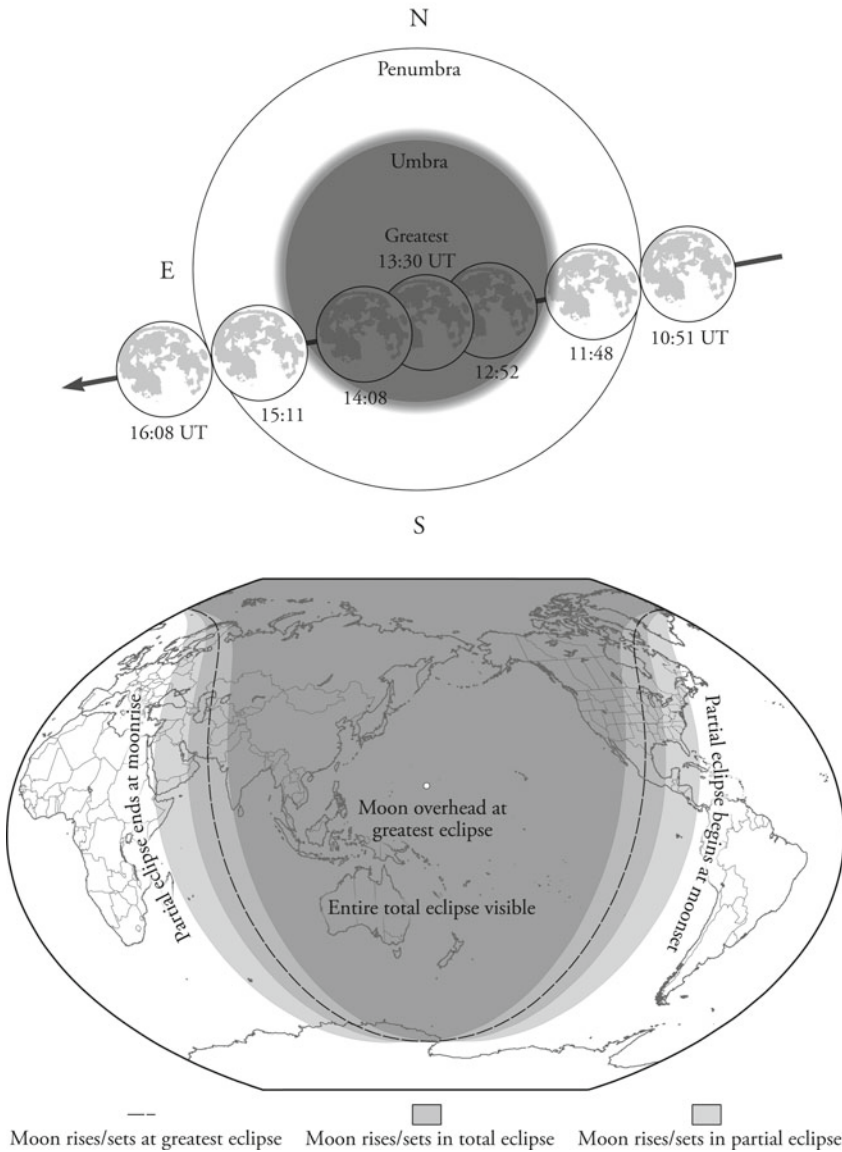 N
Penumbra
Umbra
Greatest
13:30 UT
E
10:51 UT
11:48
12:52
14:08
15:11
16:08 UT
S
Partial eclipse ends at moonrise
Partial eclipse begins at moonset
Moon overhead at
greatest eclipse
Entire total eclipse visible
Moon rises/sets at greatest eclipse
Moon rises/sets in total eclipse
Moon rises/sets in partial eclipse